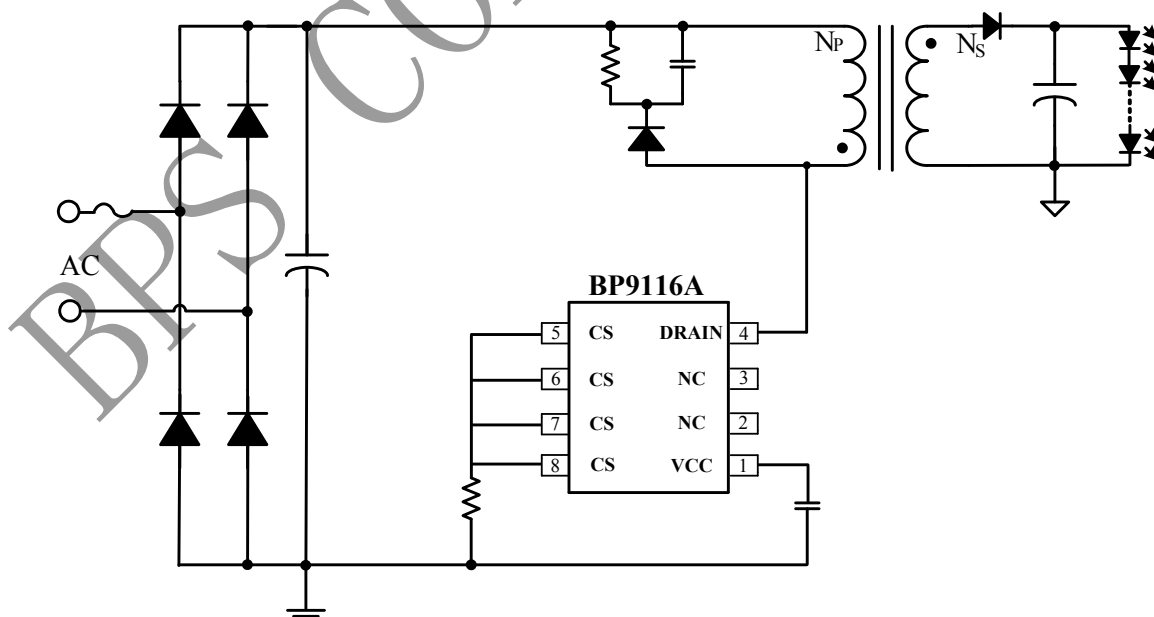 BPS CO
NP
NS
AC
BP9116A
5 CS DRAIN 4
6 CS NC 3
7 CS NC 2
8 CS VCC 1